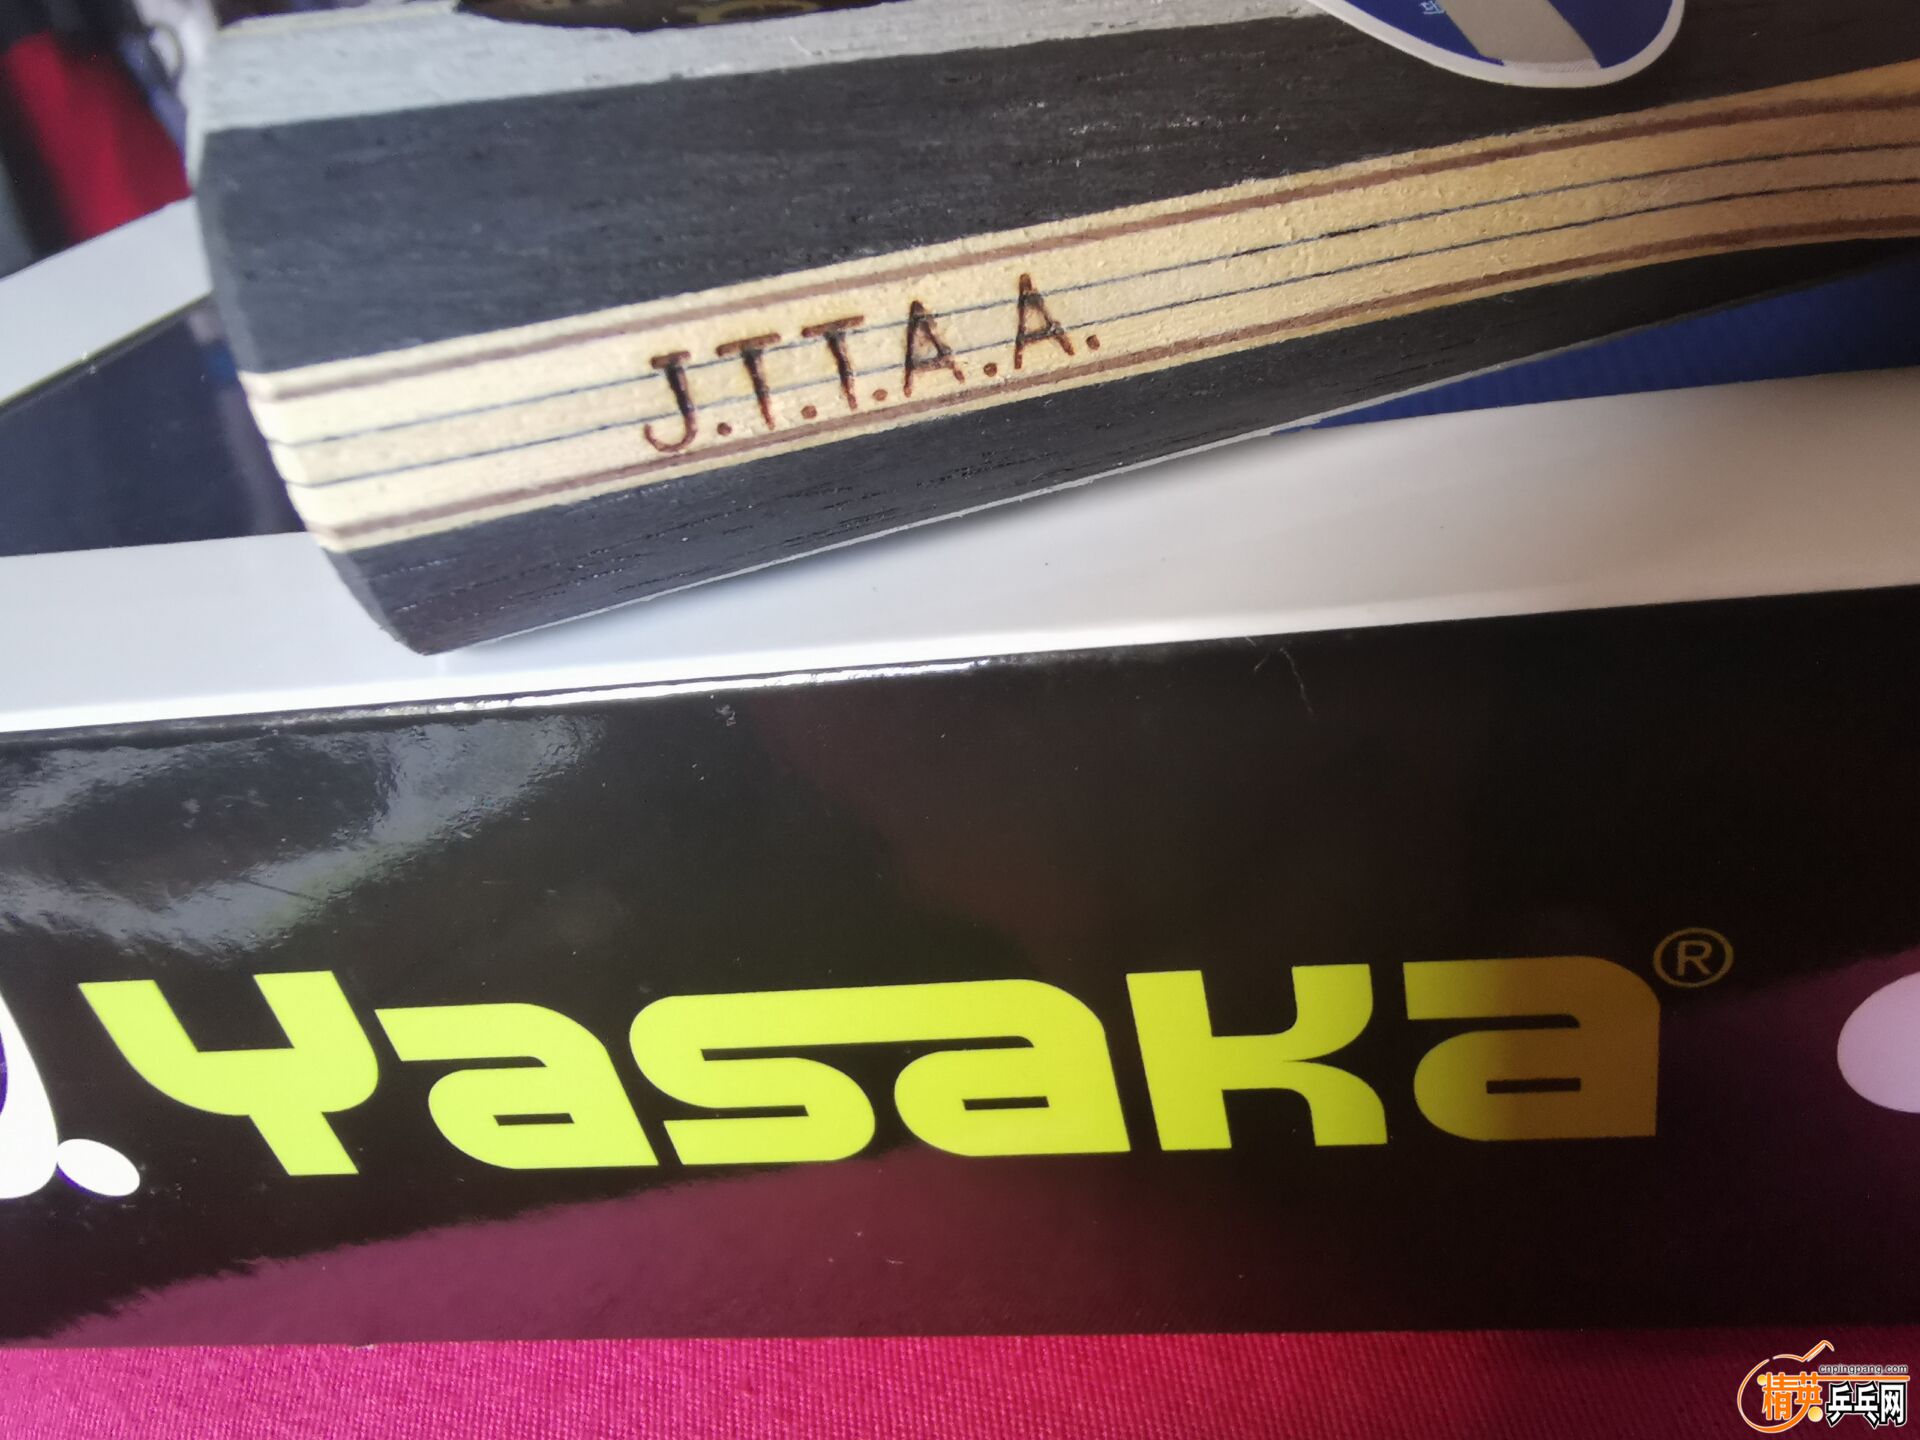 J.T.T.A.A.
Yasaka®
cnpingpang.com
精英乒乓网